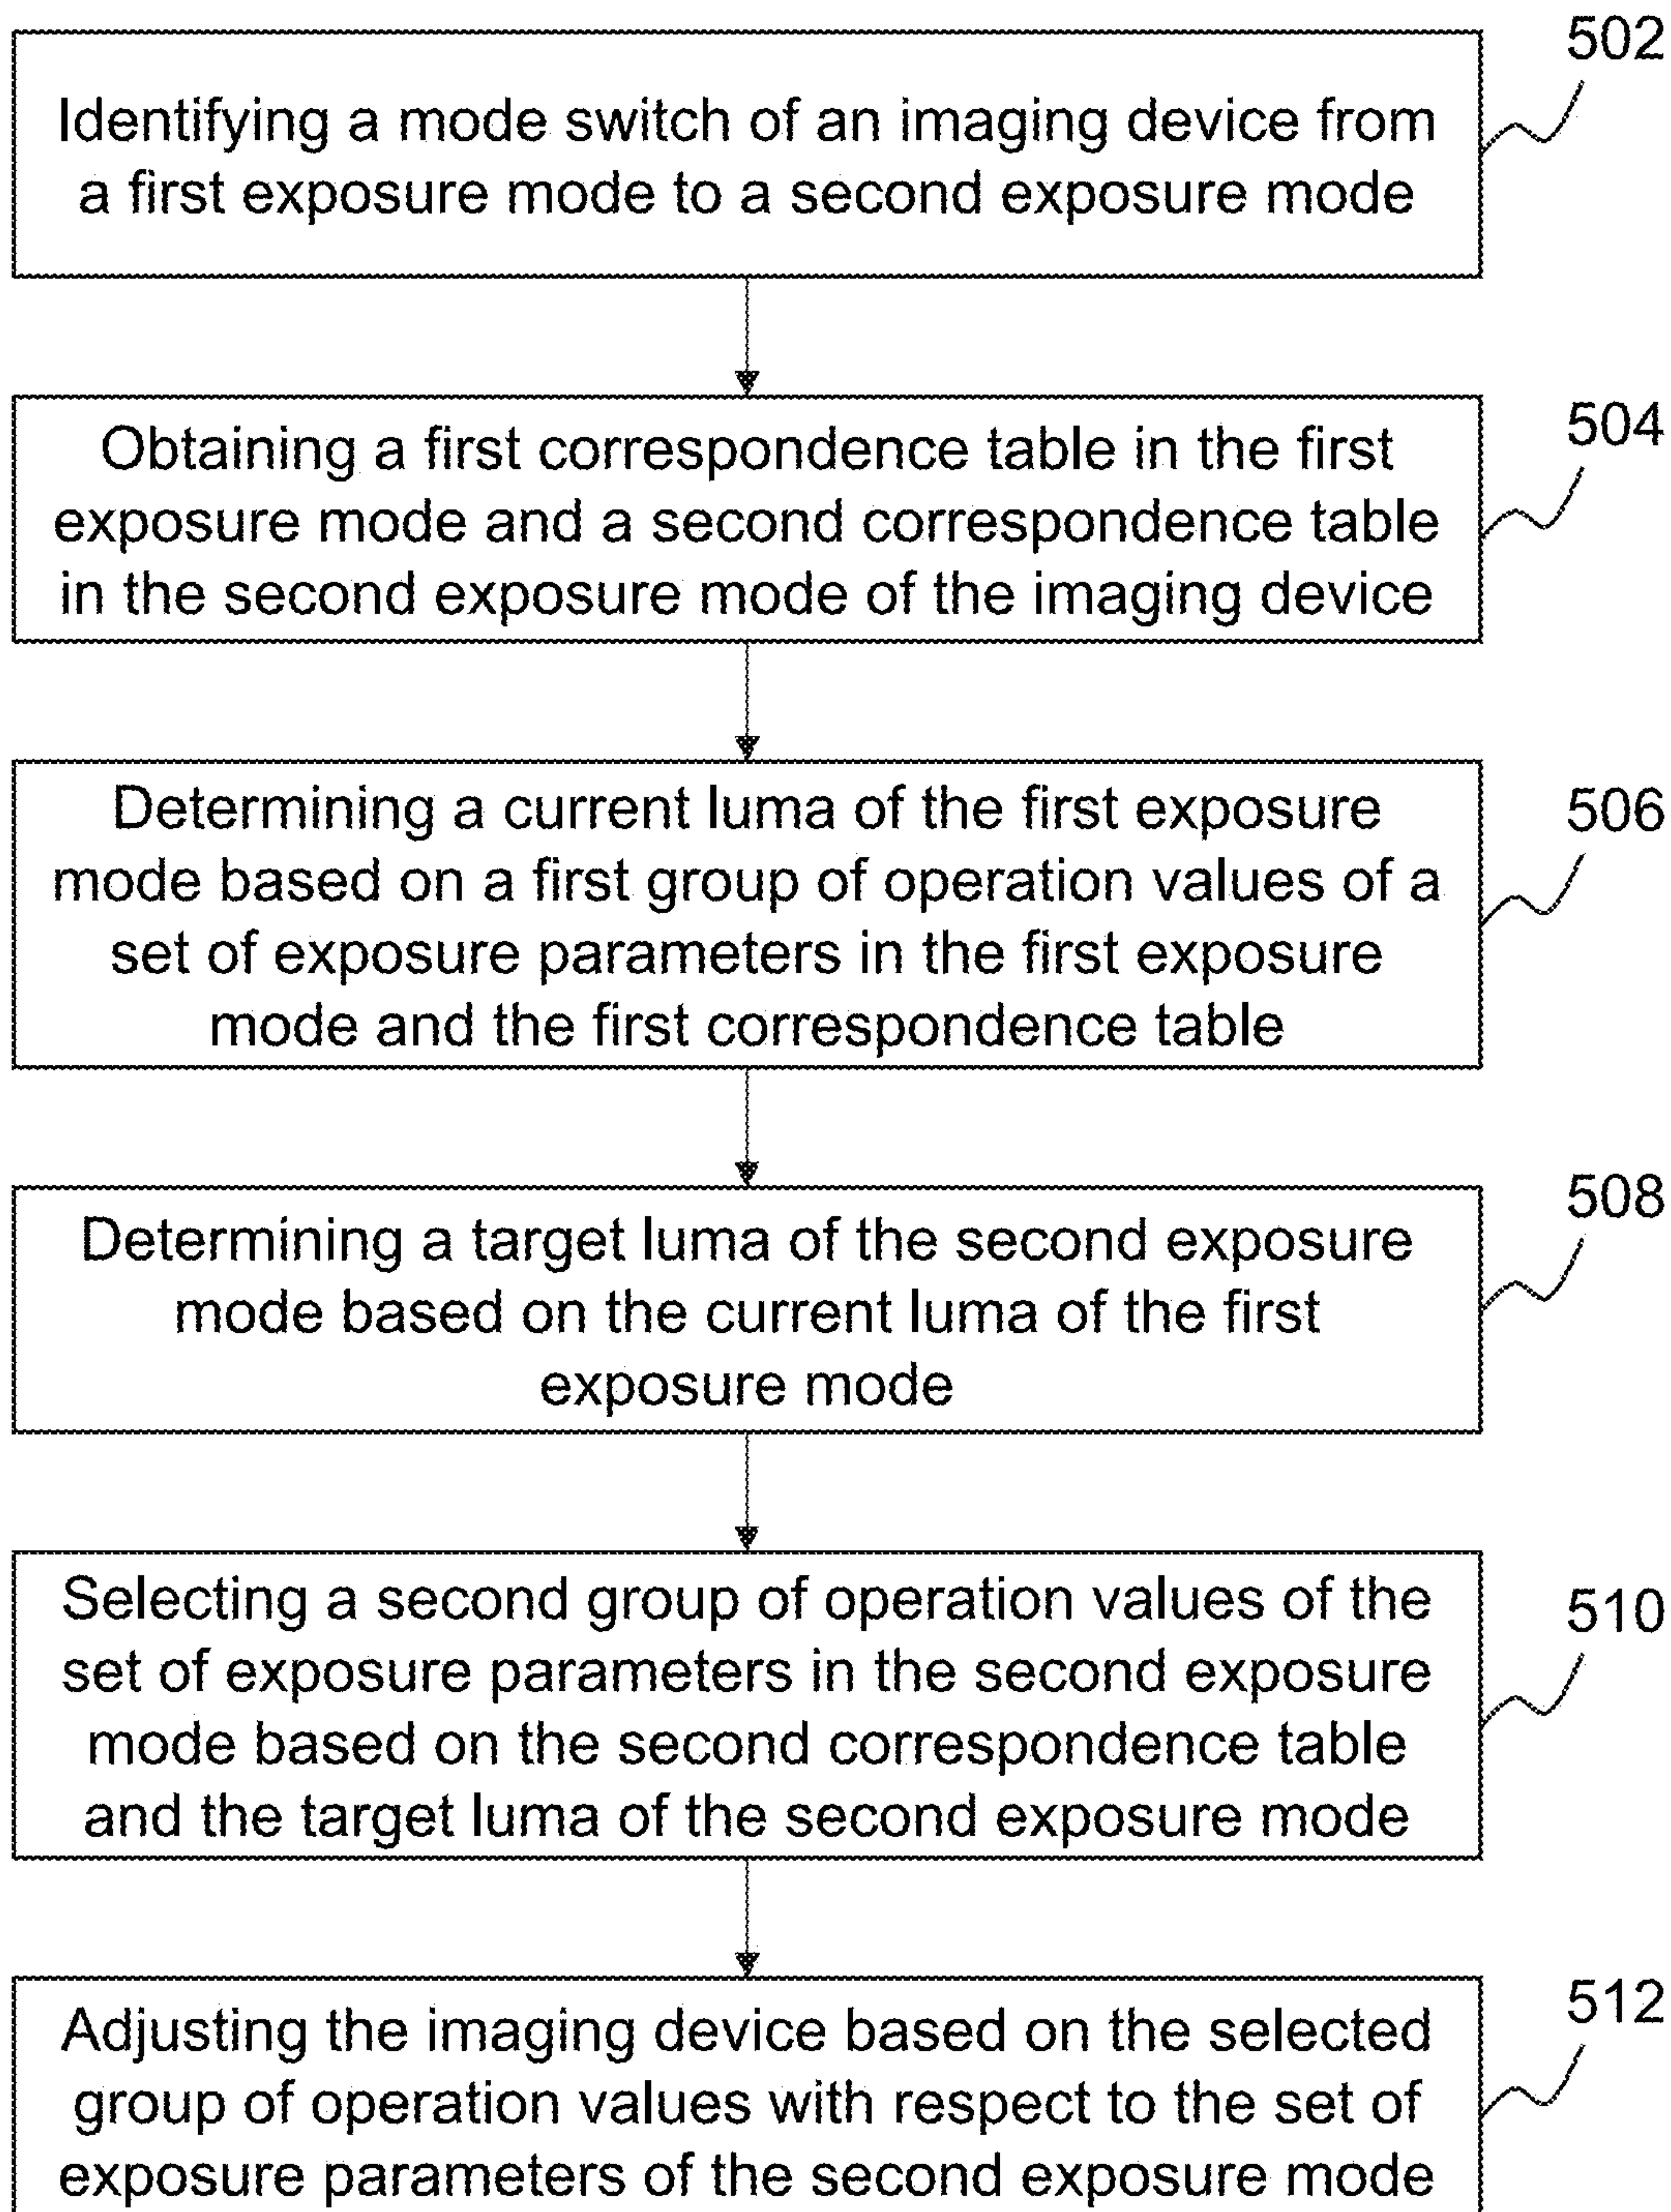 502
Identifying a mode switch of an imaging device from
a first exposure mode to a second exposure mode
504
Obtaining a first correspondence table in the first
exposure mode and a second correspondence table
in the second exposure mode of the imaging device
506
Determining a current luma of the first exposure
mode based on a first group of operation values of a
set of exposure parameters in the first exposure
mode and the first correspondence table
508
Determining a target luma of the second exposure
mode based on the current luma of the first
exposure mode
510
Selecting a second group of operation values of the
set of exposure parameters in the second exposure
mode based on the second correspondence table
and the target luma of the second exposure mode
512
Adjusting the imaging device based on the selected
group of operation values with respect to the set of
exposure parameters of the second exposure mode